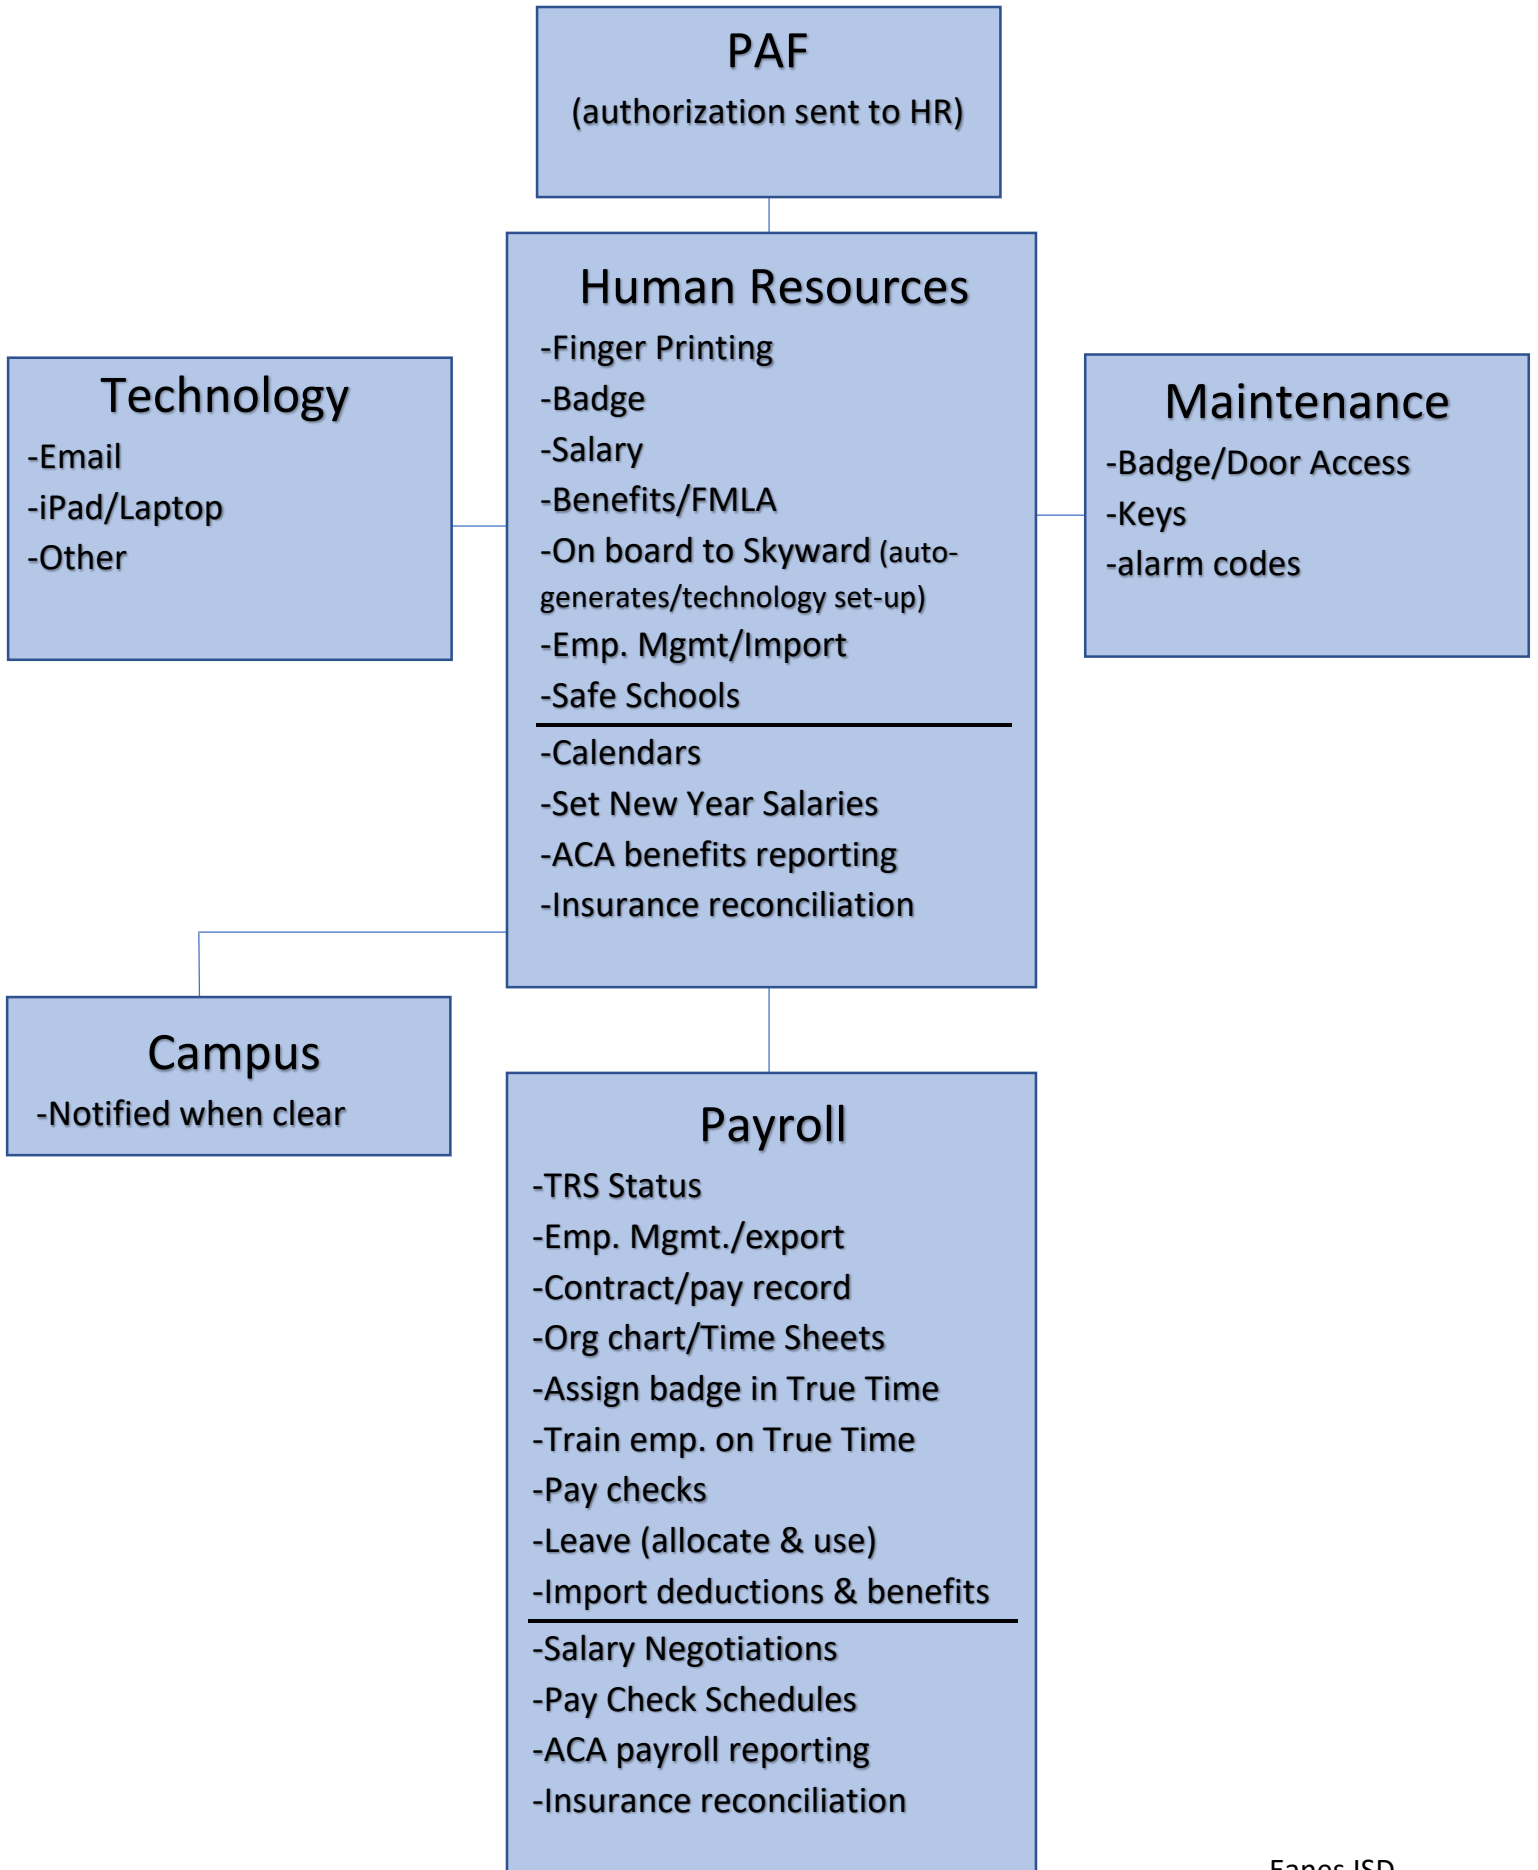 PAF
(authorization sent to HR)
Human Resources
-Finger Printing
-Badge
-Salary
-Benefits/FMLA
-On board to Skyward (auto-
generates/technology set-up)
-Emp. Mgmt/Import
-Safe Schools
-Calendars
-Set New Year Salaries
-ACA benefits reporting
-Insurance reconciliation
Technology
-Email
-iPad/Laptop
-Other
Maintenance
-Badge/Door Access
-Keys
-alarm codes
Campus
-Notified when clear
Payroll
-TRS Status
-Emp. Mgmt./export
-Contract/pay record
-Org chart/Time Sheets
-Assign badge in True Time
-Train emp. on True Time
-Pay checks
-Leave (allocate & use)
-Import deductions & benefits
-Salary Negotiations
-Pay Check Schedules
-ACA payroll reporting
-Insurance reconciliation
Eanes ISD